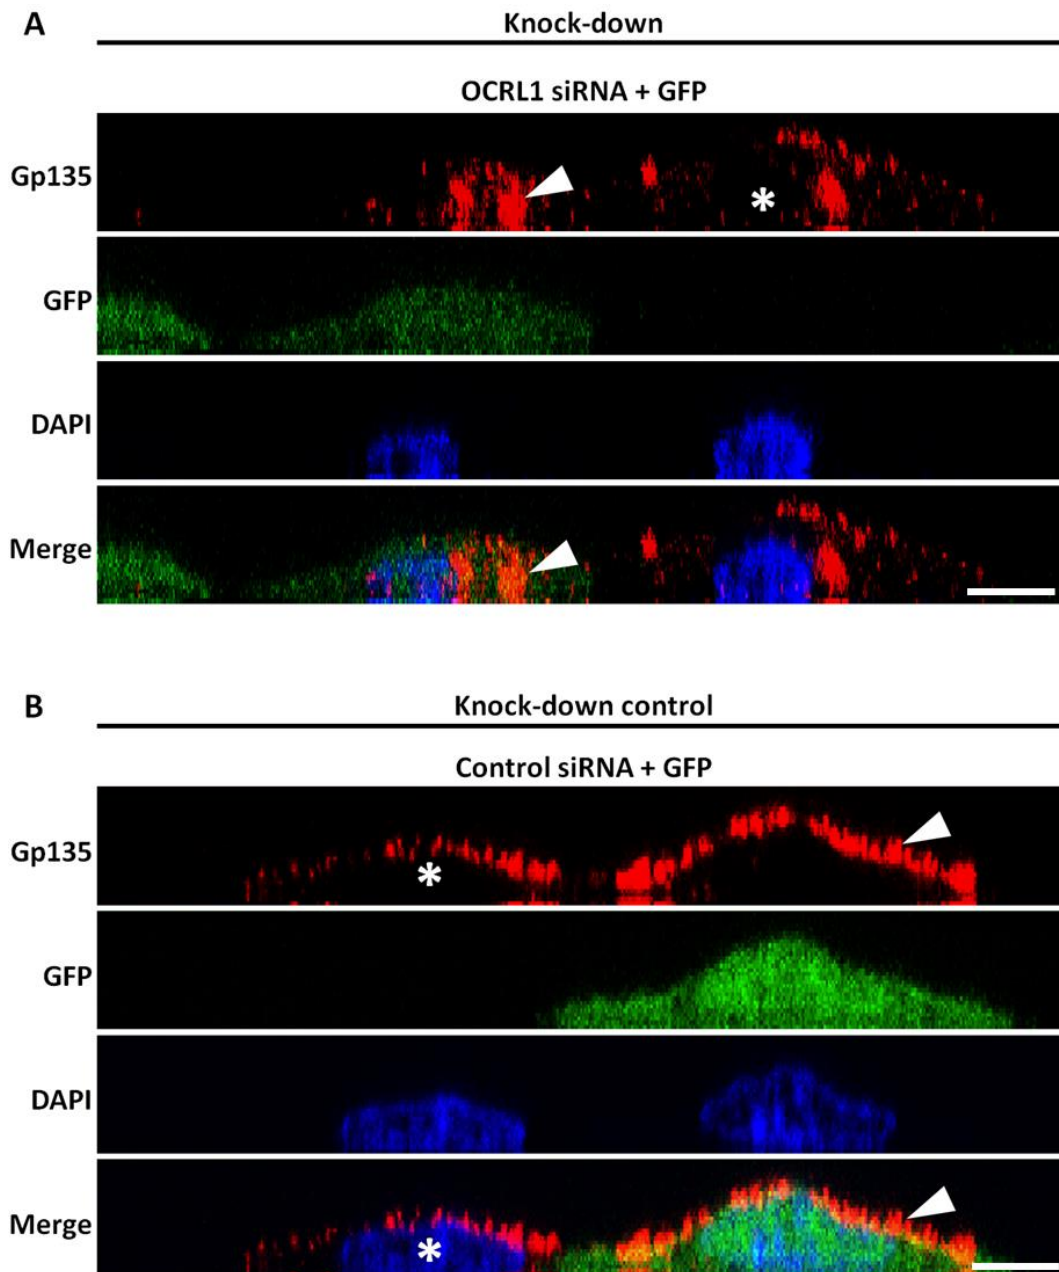 A
Knock-down
OCRL1 siRNA + GFP
Gp135
*
GFP
DAPI
Merge
B
Knock-down control
Control siRNA + GFP
Gp135
*
GFP
DAPI
Merge
*